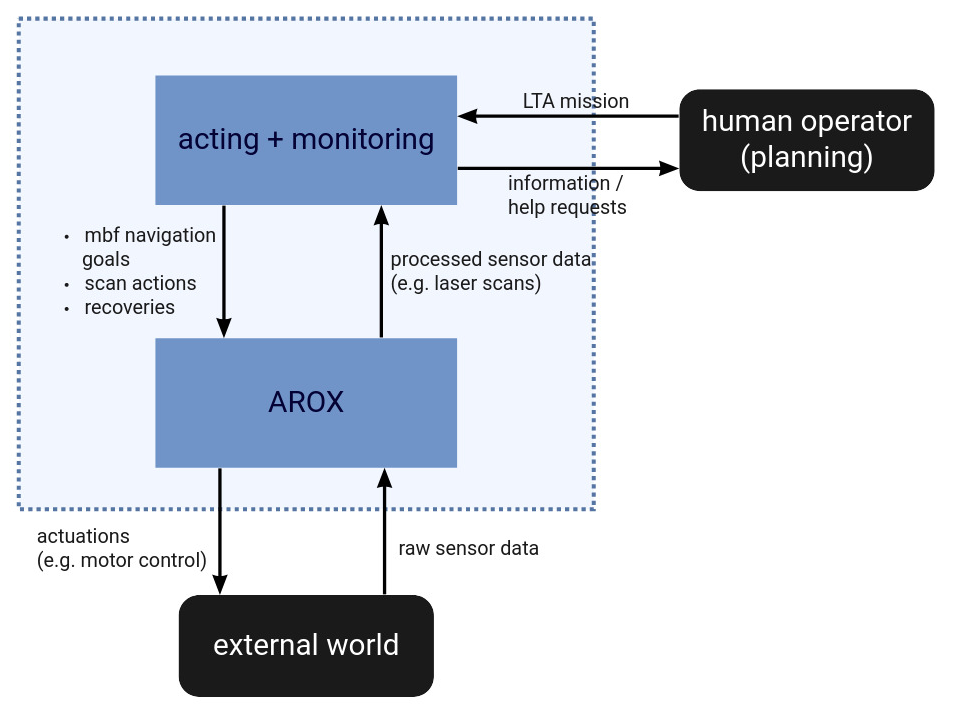 LTA mission
human operator
(planning)
acting + monitoring
information /
help requests
• mbf navigation
goals
• scan actions
• recoveries
processed sensor data
(e.g. laser scans)
AROX
actuations
(e.g. motor control)
raw sensor data
external world